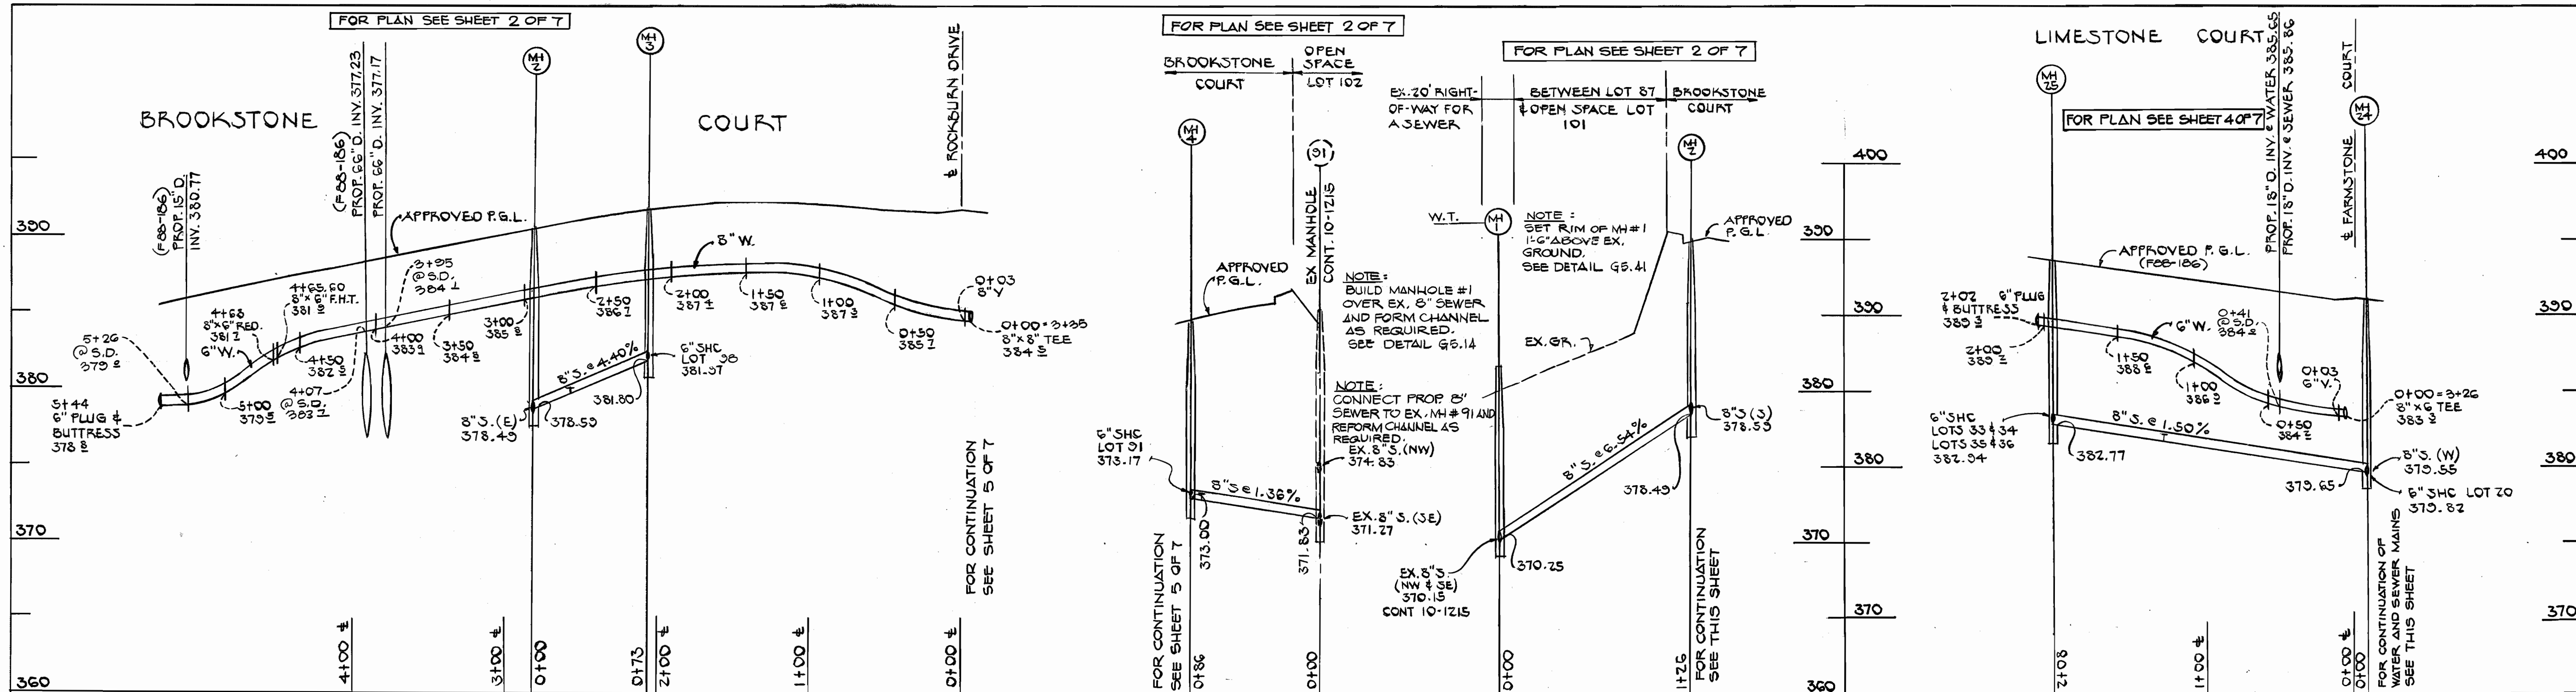 FOR PLAN SEE SHEET 2 OF 7
BROOKSTONE
COURT
(F88-186)
PROP. 15" D.
INV. 380.77
(F88-186)
PROP. 66" D. INV. 377.23
PROP. 66" D. INV. 377.17
MH
2
MH
3
℄ ROCKBURN DRIVE
APPROVED P.G.L.
8" W.
390
380
370
360
5+44
6" PLUG &
BUTTRESS
5+26
@ S.D.
5+00
6" W.
8"×6" RED.
4+65.60
8"×6" F.H.T.
4+50
4+07
@ S.D.
4+00
3+95
@ S.D.
3+50
3+00
2+50
2+00
1+50
1+00
0+50
0+03
8" V
0+00 = 3+35
8"×8" TEE
8" S. @ 4.40%
6" SHC
LOT 98
381.97
381.80
8" S. (E)
378.49
378.59
FOR CONTINUATION
SEE SHEET 5 OF 7
4+00 ℄
3+00 ℄
0+00
0+73
2+00 ℄
1+00 ℄
0+00 ℄
FOR PLAN SEE SHEET 2 OF 7
BROOKSTONE
COURT
OPEN
SPACE
LOT 102
MH
4
(91)
EX MANHOLE
CONT. 10-1215
APPROVED
P.G.L.
NOTE:
BUILD MANHOLE #1
OVER EX. 8" SEWER
AND FORM CHANNEL
AS REQUIRED.
SEE DETAIL G5.14
NOTE:
CONNECT PROP. 8"
SEWER TO EX. MH #91 AND
REFORM CHANNEL AS
REQUIRED.
EX. 8" S. (NW)
374.83
6" SHC
LOT 91
373.17
8" S @ 1.36%
EX. 8" S. (SE)
371.27
373.00
371.83
FOR CONTINUATION
SEE SHEET 5 OF 7
0+86
0+00
FOR PLAN SEE SHEET 2 OF 7
EX. 20' RIGHT-
OF-WAY FOR
A SEWER
BETWEEN LOT 87
& OPEN SPACE LOT
101
BROOKSTONE
COURT
W.T.
MH
1
MH
2
NOTE :
SET RIM OF MH #1
1'-6" ABOVE EX.
GROUND.
SEE DETAIL G5.41
APPROVED
P.G.L.
EX. GR.
8" S. @ 6.54%
8" S (S)
378.59
378.49
370.25
EX. 8" S.
(NW & SE)
370.15
CONT 10-1215
FOR CONTINUATION
SEE THIS SHEET
0+00
1+26
390
380
370
400
390
380
370
360
LIMESTONE COURT
MH
25
FOR PLAN SEE SHEET 4 OF 7
PROP. 18" D. INV. @ WATER 385.65
PROP. 18" D. INV. @ SEWER 385.86
℄ FARMSTONE COURT
MH
24
APPROVED P.G.L.
(F88-186)
2+02 6" PLUG
& BUTTRESS
2+00
1+50
6" W.
1+00
0+41
@ S.D.
0+50
0+03
6" V.
0+00 = 3+26
8" × 6 TEE
6" SHC
LOTS 33 & 34
LOTS 35 & 36
382.94
382.77
8" S. @ 1.50%
379.65
8" S. (W)
379.55
6" SHC LOT 20
379.82
FOR CONTINUATION OF
WATER AND SEWER MAINS
SEE THIS SHEET
2+08
1+00 ℄
0+00 ℄
0+00
400
390
380
370